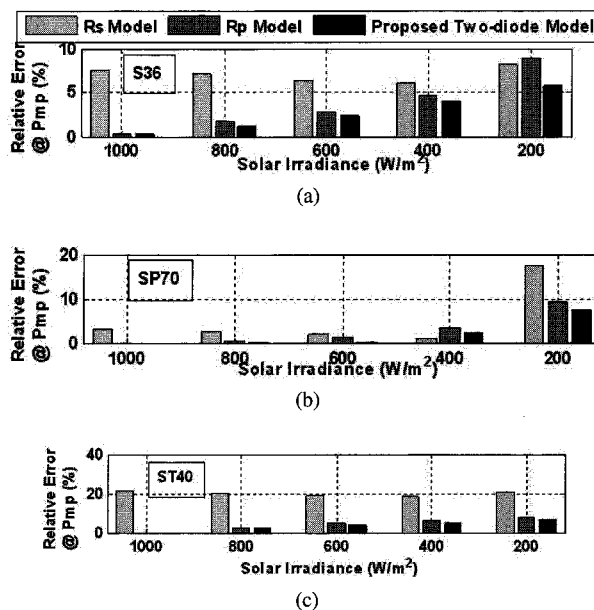 Rs Model Rp Model Proposed Two-diode Model
Relative Error
@ Pmp (%)
10
5
0
S36
1000 800 600 400 200
Solar Irradiance (W/m²)
(a)
Relative Error
@ Pmp (%)
20
10
0
SP70
1000 800 600 400 200
Solar Irradiance (W/m²)
(b)
Relative Error
@ Pmp (%)
40
20
0
ST40
1000 800 600 400 200
Solar Irradiance (W/m²)
(c)